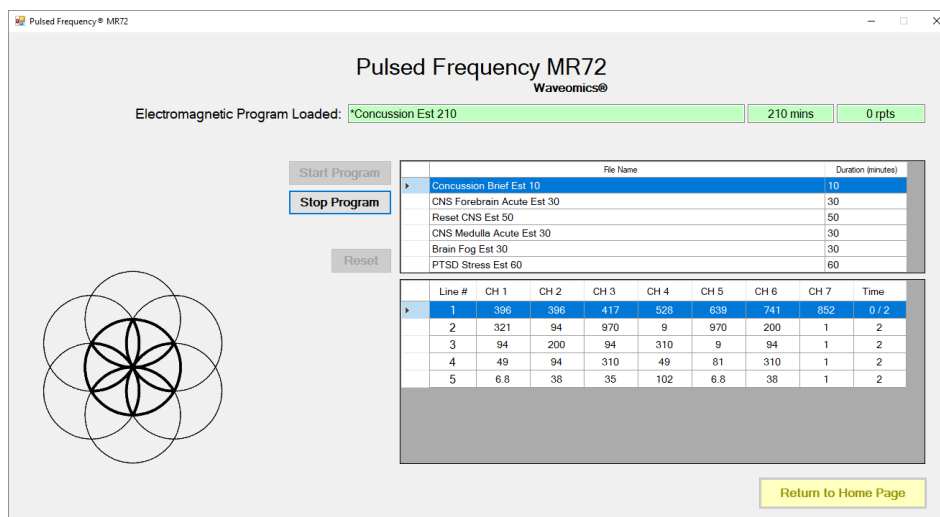 Pulsed Frequency® MR72
Pulsed Frequency MR72
Waveomics®
Electromagnetic Program Loaded: *Concussion Est 210 210 mins 0 rpts
Start Program
Stop Program
Reset
File Name Duration (minutes)
Concussion Brief Est 10 10
CNS Forebrain Acute Est 30 30
Reset CNS Est 50 50
CNS Medulla Acute Est 30 30
Brain Fog Est 30 30
PTSD Stress Est 60 60
Line # CH 1 CH 2 CH 3 CH 4 CH 5 CH 6 CH 7 Time
1 396 396 417 528 639 741 852 0 / 2
2 321 94 970 9 970 200 1 2
3 94 200 94 310 9 94 1 2
4 49 94 310 49 81 310 1 2
5 6.8 38 35 102 6.8 38 1 2
Return to Home Page